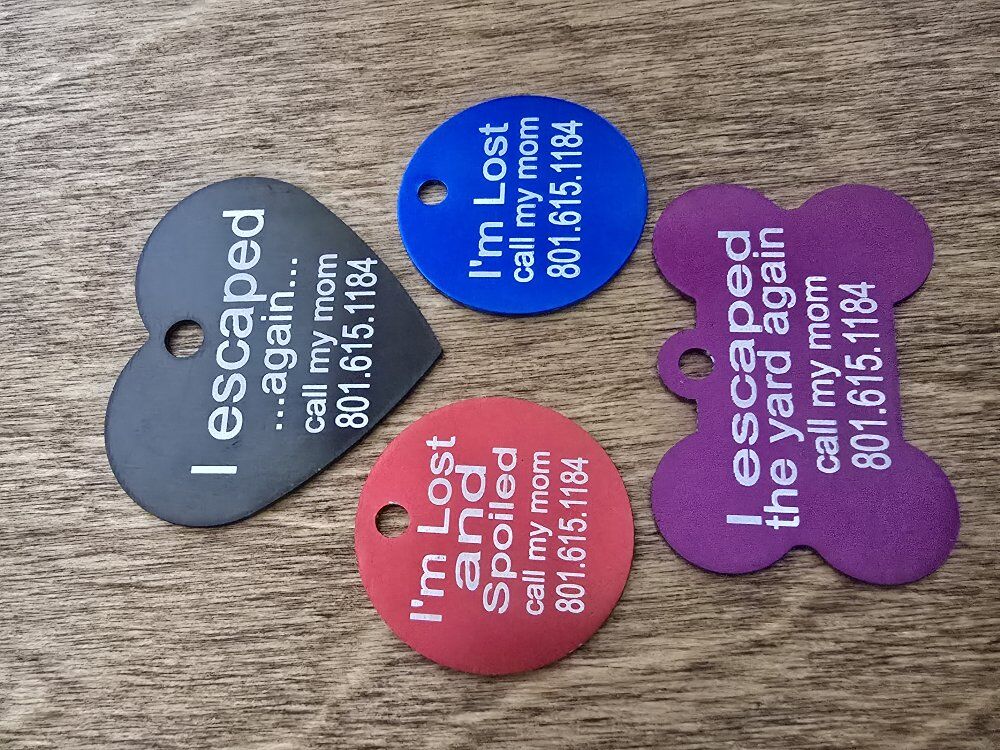 I escaped
...again...
call my mom
801.615.1184
I'm Lost
call my mom
801.615.1184
I'm Lost
and
Spoiled
call my mom
801.615.1184
I escaped
the yard again
call my mom
801.615.1184